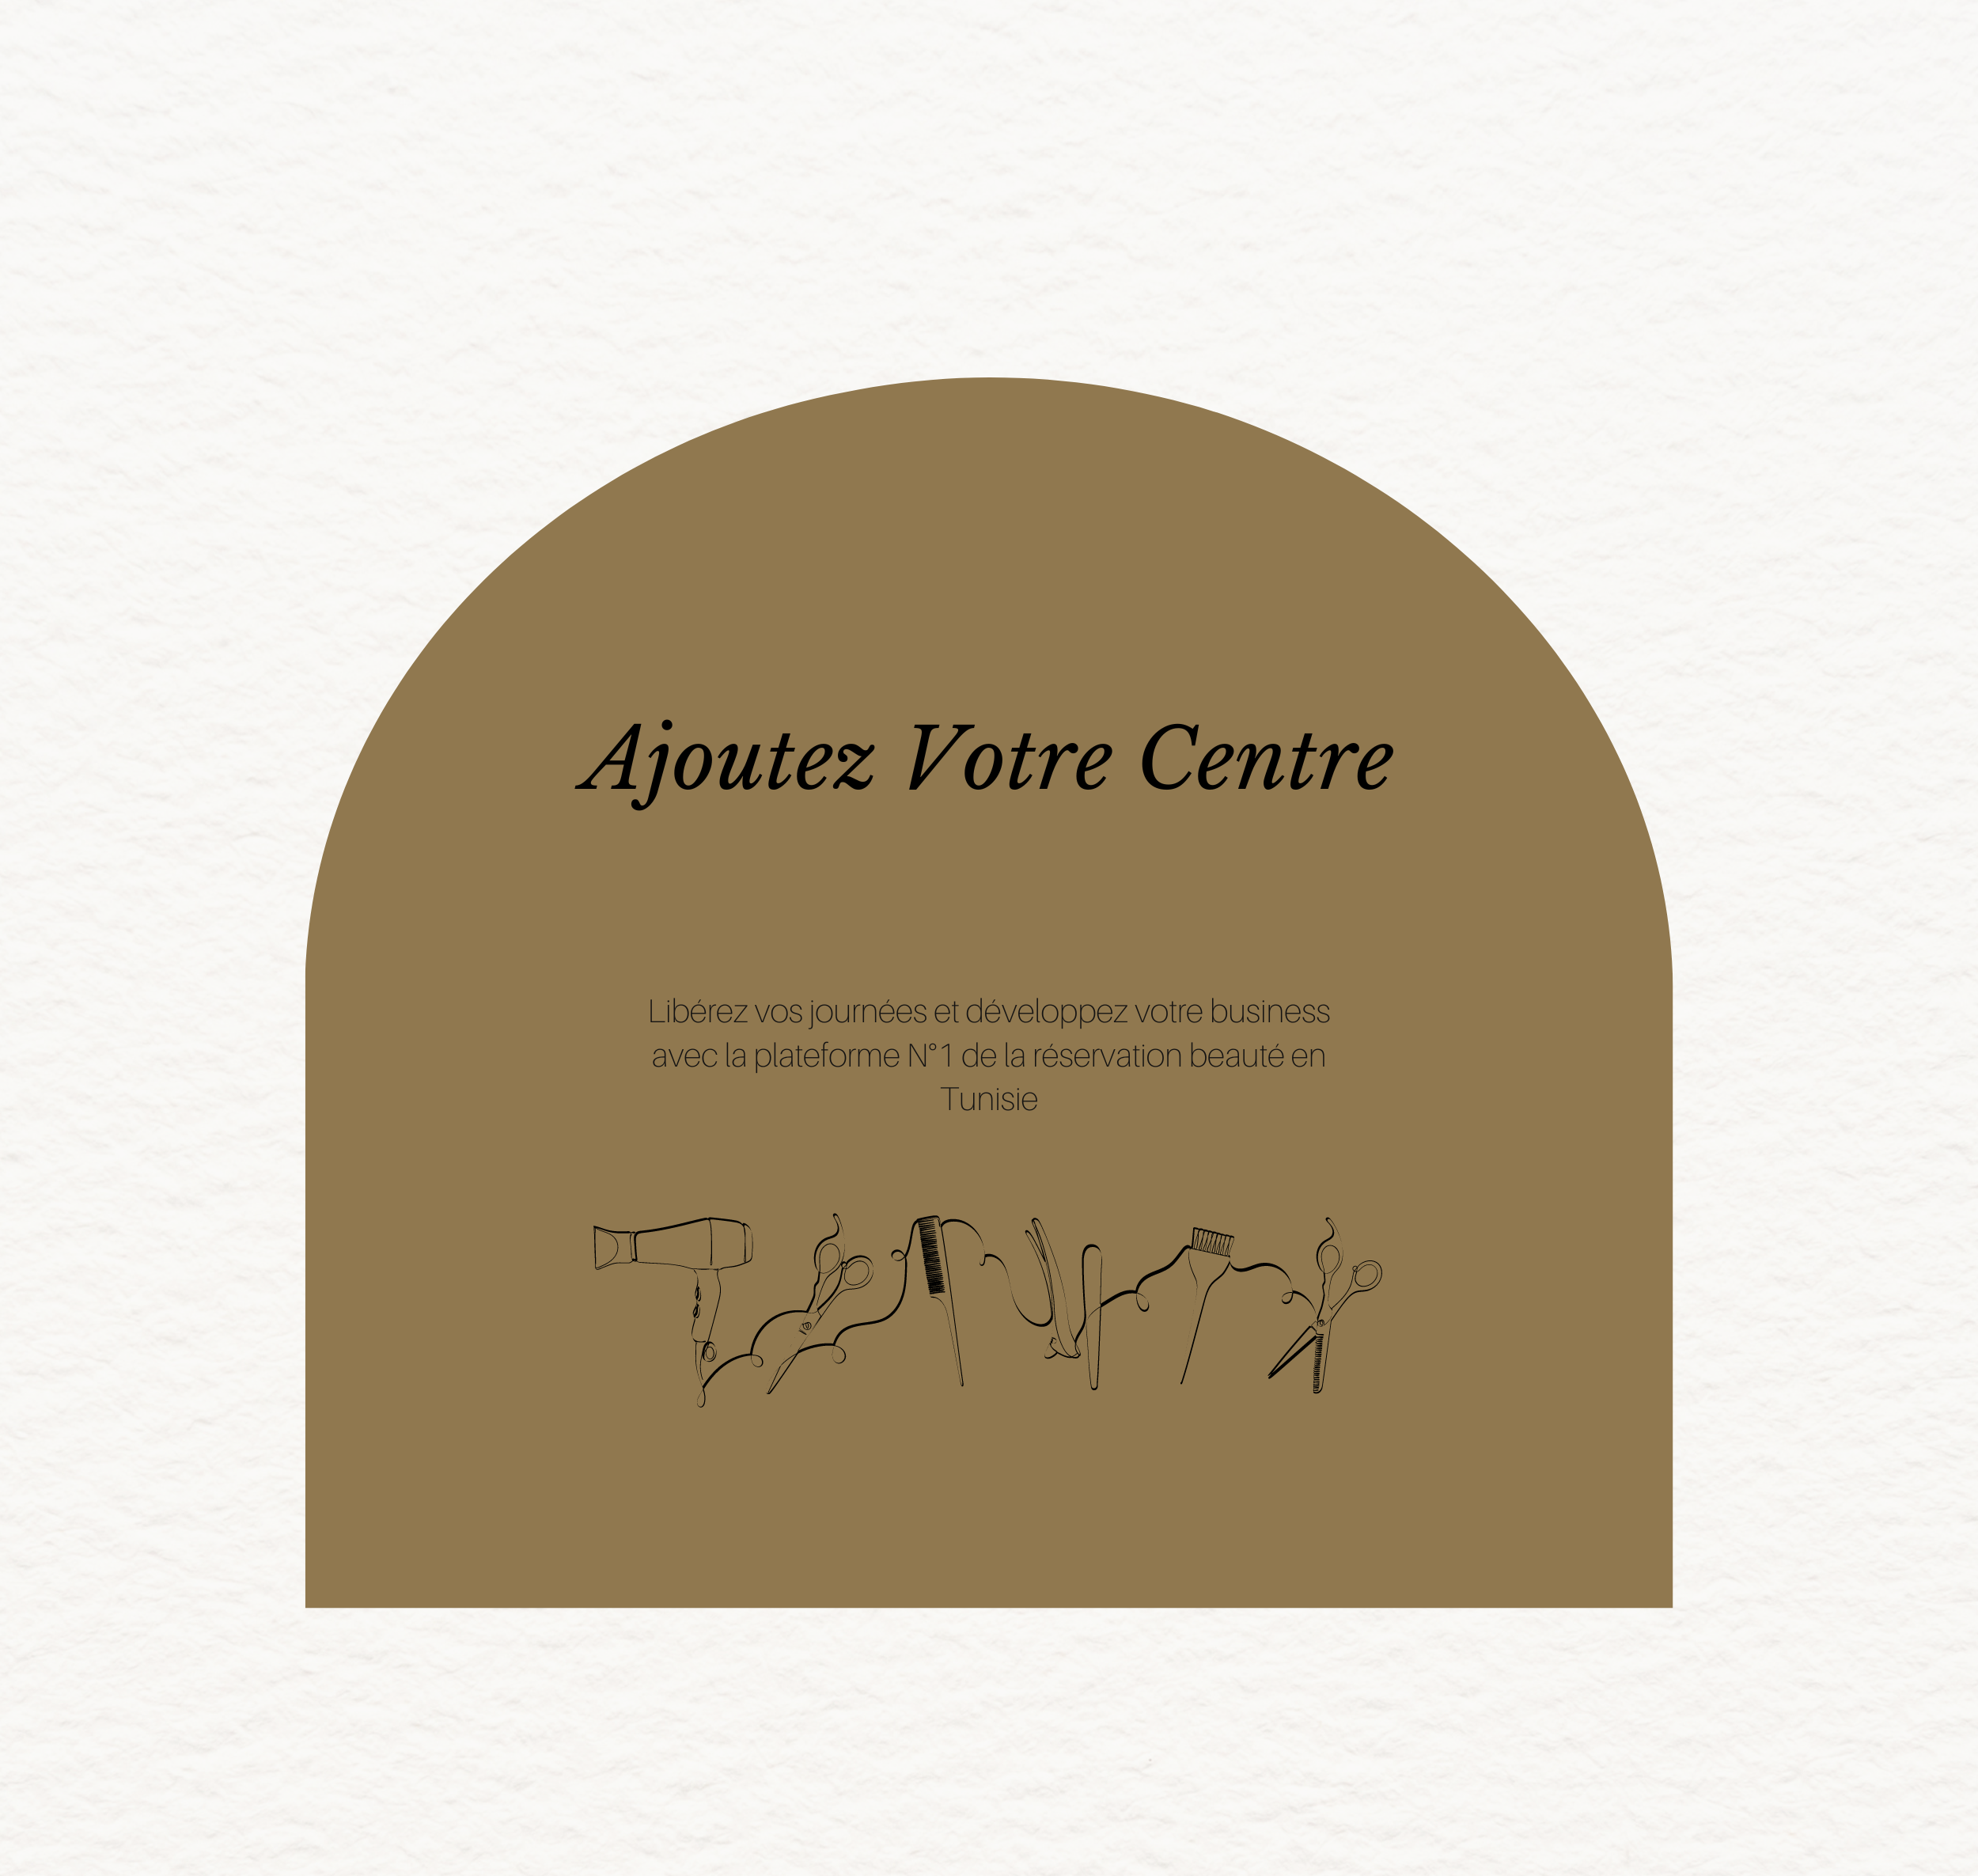 Ajoutez Votre Centre
Libérez vos journées et développez votre business
avec la plateforme N°1 de la réservation beauté en
Tunisie